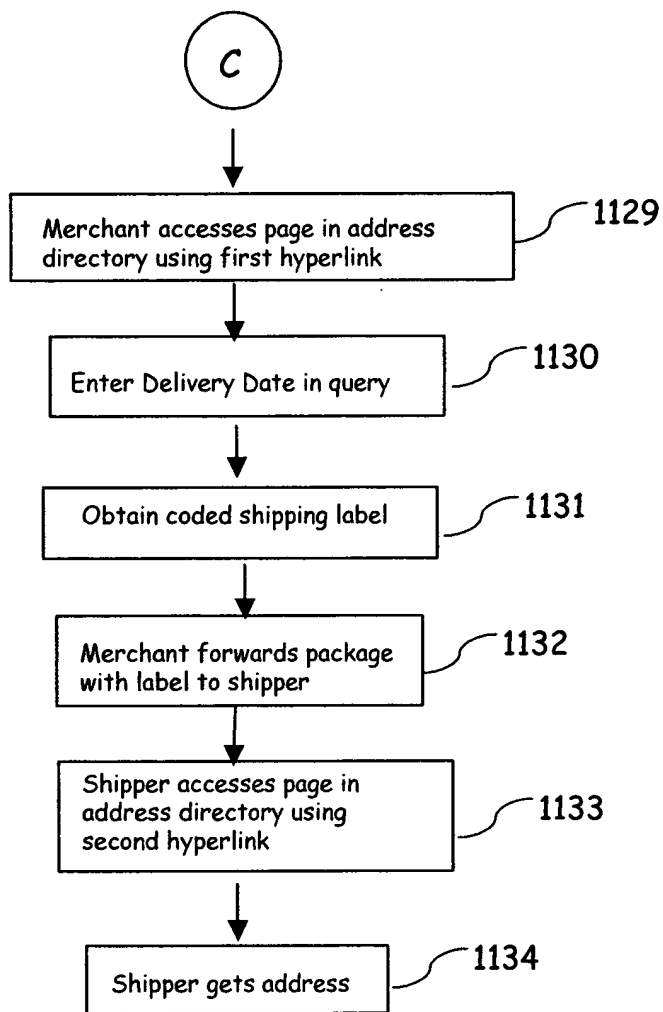 C
Merchant accesses page in address
directory using first hyperlink
1129
Enter Delivery Date in query
1130
Obtain coded shipping label
1131
Merchant forwards package
with label to shipper
1132
Shipper accesses page in
address directory using
second hyperlink
1133
Shipper gets address
1134